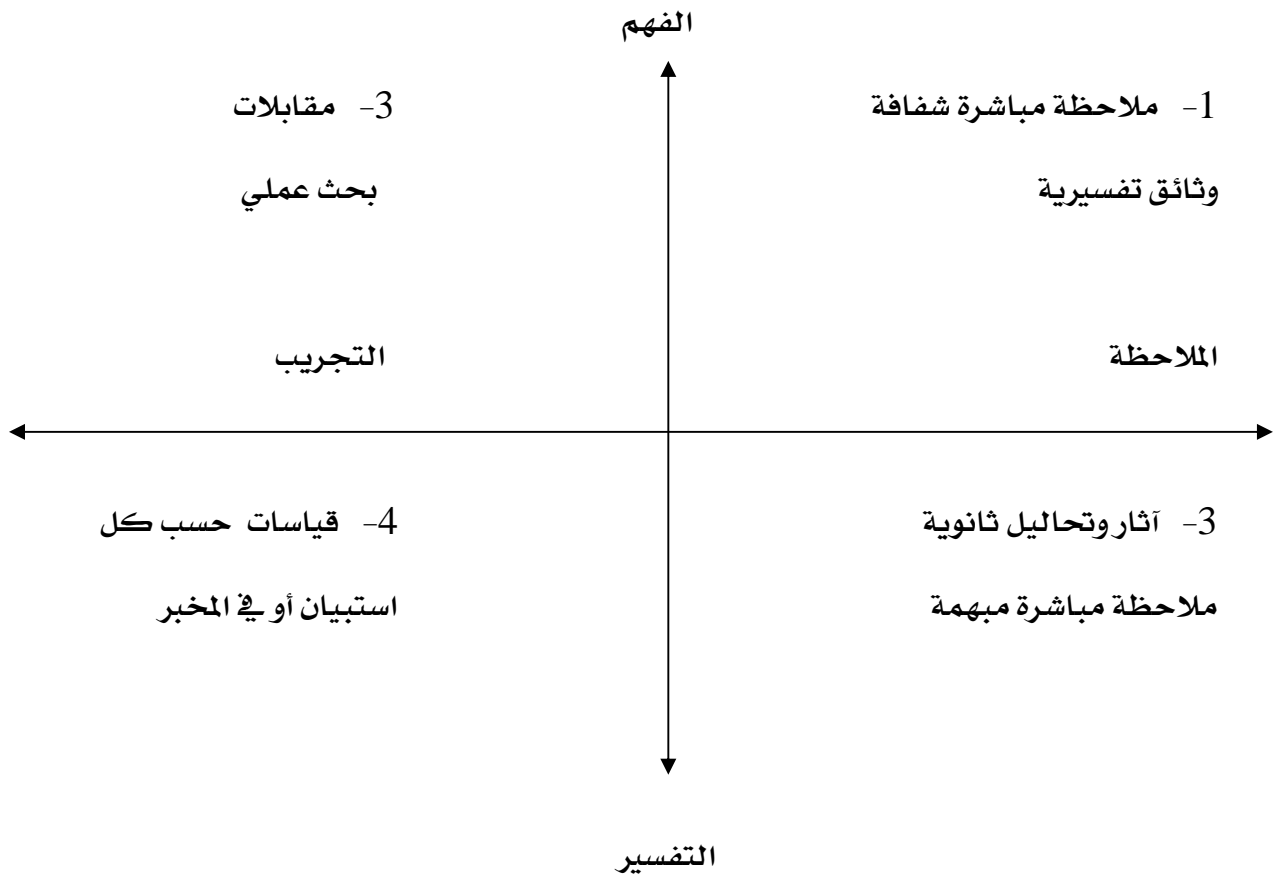 الفهم
1- ملاحظة مباشرة شفافة
وثائق تفسيرية
3- مقابلات
بحث عملي
الملاحظة
التجريب
3- آثار وتحاليل ثانوية
ملاحظة مباشرة مبهمة
4- قياسات حسب كل
استبيان أو في المخبر
التفسير